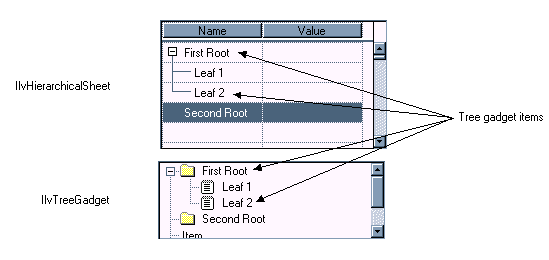 Name Value
First Root
Leaf 1
IlvHierarchicalSheet
Leaf 2
Second Root
Tree gadget items
First Root
Leaf 1
IlvTreeGadget
Leaf 2
Second Root
Item